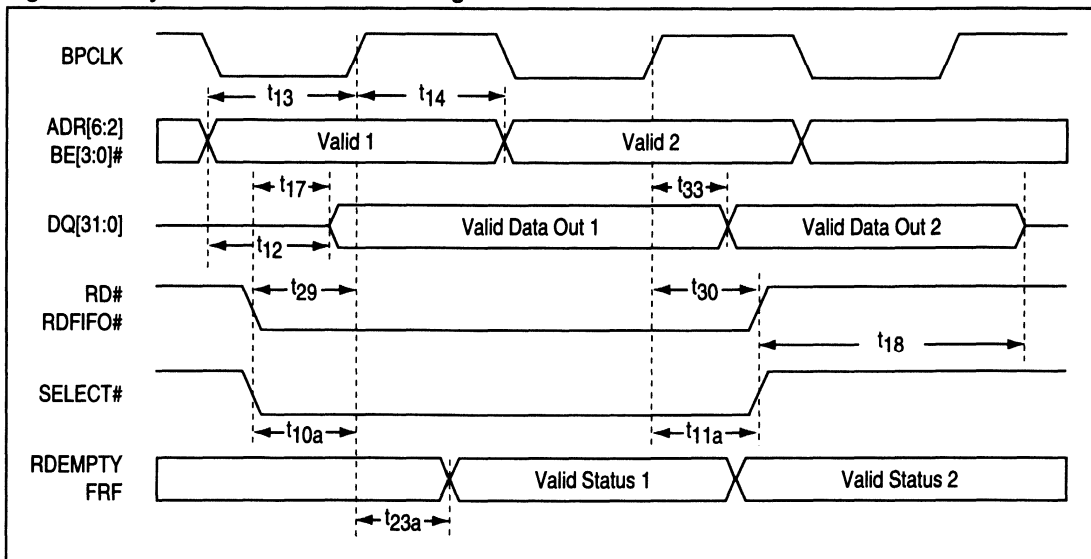 BPCLK
t13
t14
ADR[6:2]
BE[3:0]#
Valid 1
Valid 2
t17
t33
DQ[31:0]
Valid Data Out 1
Valid Data Out 2
t12
RD#
RDFIFO#
t29
t30
t18
SELECT#
t10a
t11a
RDEMPTY
FRF
Valid Status 1
Valid Status 2
t23a